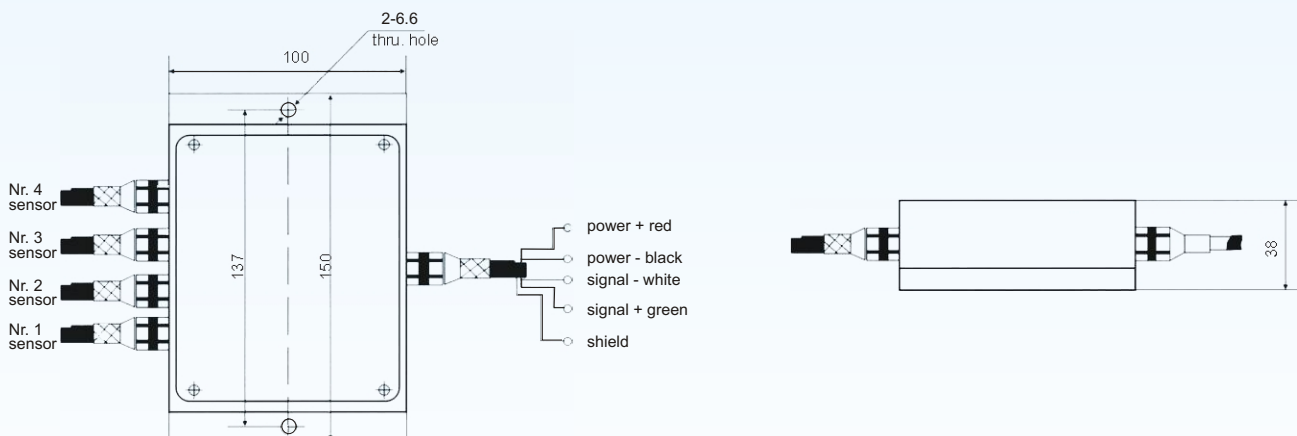 2-6.6
thru. hole
100
Nr. 4
sensor
Nr. 3
sensor
Nr. 2
sensor
Nr. 1
sensor
137
150
power + red
power - black
signal - white
signal + green
shield
38